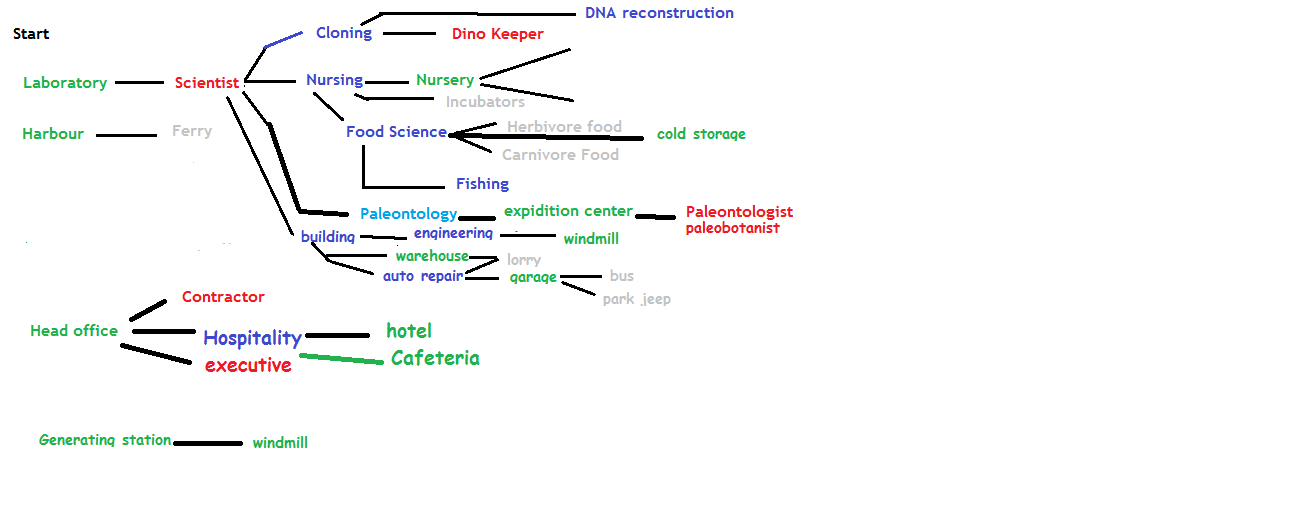 DNA reconstruction
Start
Cloning
Dino Keeper
Laboratory
Scientist
Nursing
Nursery
Incubators
Harbour
Ferry
Food Science
Herbivore food
cold storage
Carnivore Food
Fishing
Paleontology
expidition center
Paleontologist
paleobotanist
building
engineering
windmill
warehouse
lorry
auto repair
garage
bus
park jeep
Contractor
Head office
Hospitality
hotel
executive
Cafeteria
Generating station
windmill